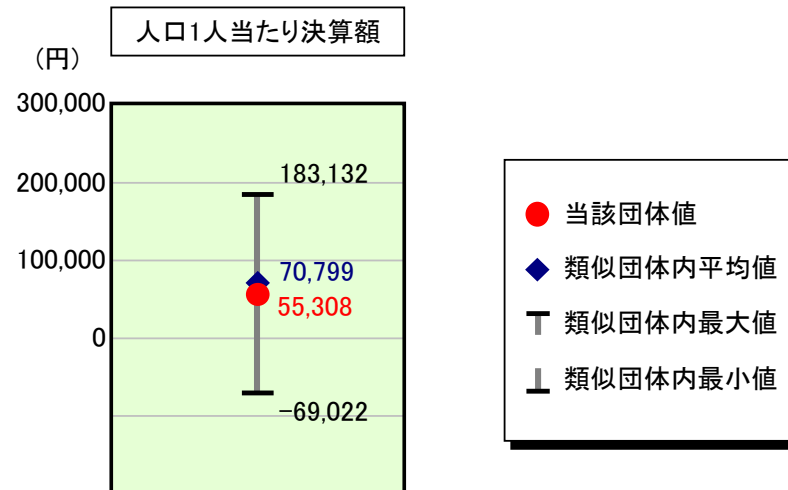 人口1人当たり決算額
(円)
300,000
200,000
100,000
0
183,132
70,799
55,308
-69,022
当該団体値
類似団体内平均値
類似団体内最大値
類似団体内最小値